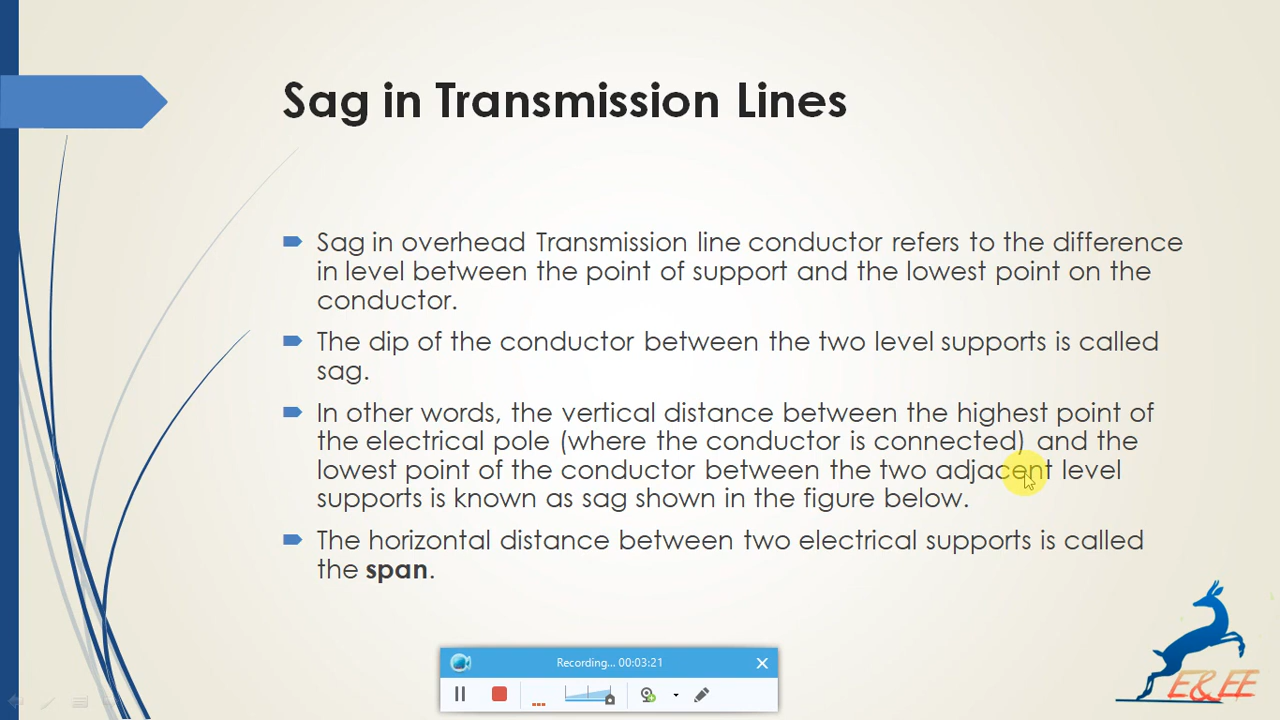 Sag in Transmission Lines
Sag in overhead Transmission line conductor refers to the difference
in level between the point of support and the lowest point on the
conductor.
The dip of the conductor between the two level supports is called
sag.
In other words, the vertical distance between the highest point of
the electrical pole (where the conductor is connected) and the
lowest point of the conductor between the two adjacent level
supports is known as sag shown in the figure below.
The horizontal distance between two electrical supports is called
the span.
Recording... 00:03:21
E&EE